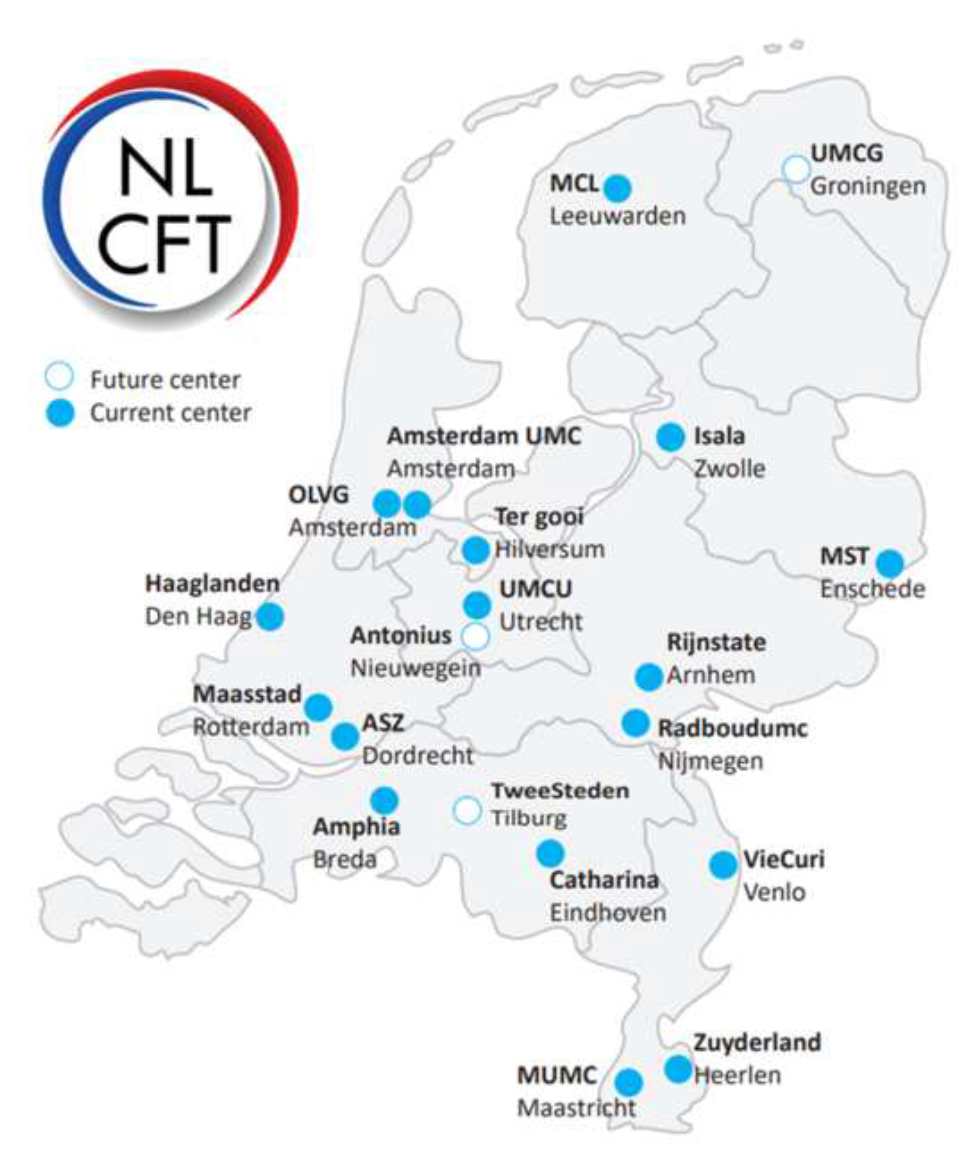 NL
CFT
Future center
Current center
UMCG
Groningen
MCL
Leeuwarden
Amsterdam UMC
Amsterdam
Isala
Zwolle
OLVG
Amsterdam
Ter gooi
Hilversum
MST
Enschede
Haaglanden
Den Haag
UMCU
Utrecht
Antonius
Nieuwegein
Rijnstate
Arnhem
Maasstad
Rotterdam
ASZ
Dordrecht
Radboudumc
Nijmegen
TweeSteden
Tilburg
Amphia
Breda
Catharina
Eindhoven
VieCuri
Venlo
Zuyderland
Heerlen
MUMC
Maastricht